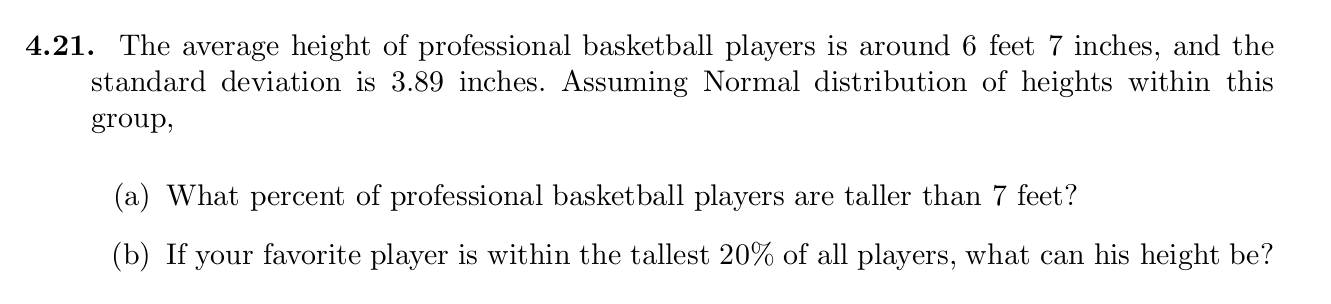 4.21. The average height of professional basketball players is around 6 feet 7 inches, and the
standard deviation is 3.89 inches. Assuming Normal distribution of heights within this
group,
(a) What percent of professional basketball players are taller than 7 feet?
(b) If your favorite player is within the tallest 20% of all players, what can his height be?